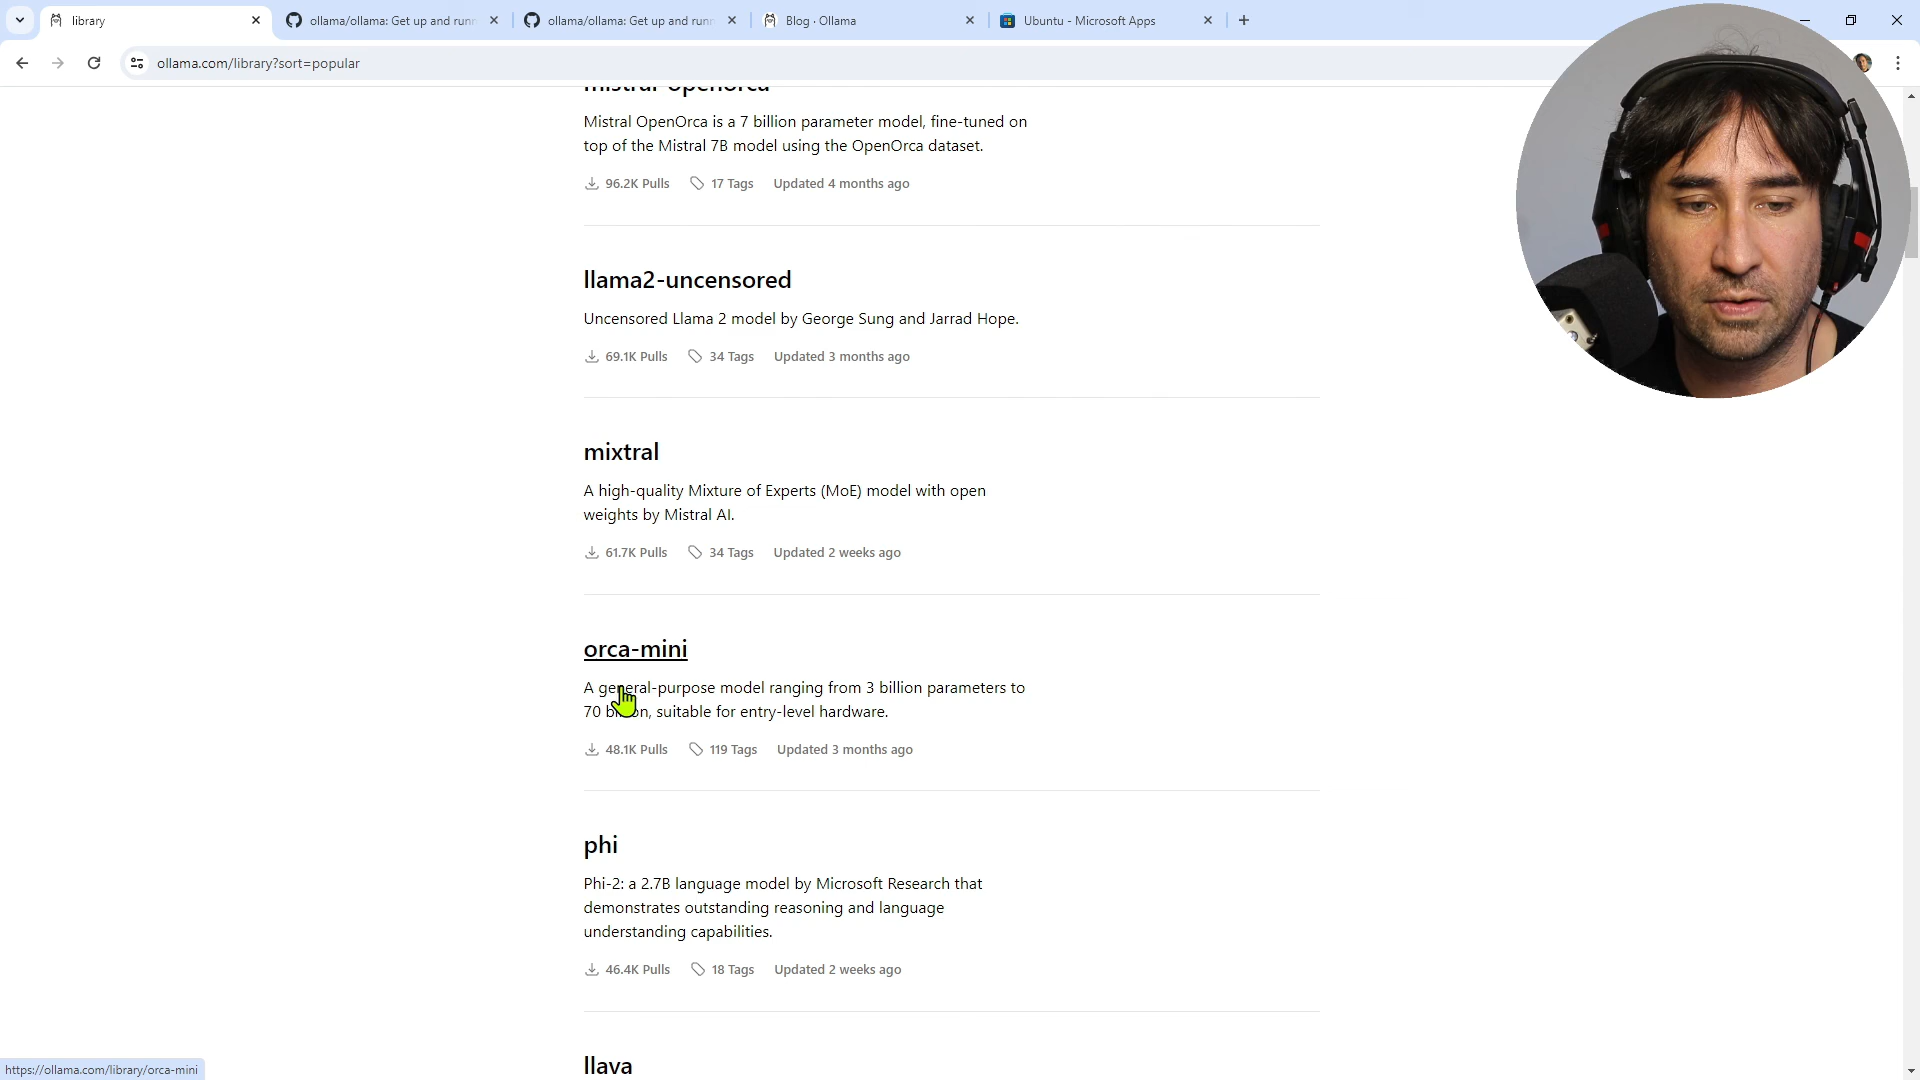 library
ollama/ollama: Get up and runn
ollama/ollama: Get up and runn
Blog · Ollama
Ubuntu - Microsoft Apps
ollama.com/library?sort=popular
mistral-openorca
Mistral OpenOrca is a 7 billion parameter model, fine-tuned on
top of the Mistral 7B model using the OpenOrca dataset.
96.2K Pulls 17 Tags Updated 4 months ago
llama2-uncensored
Uncensored Llama 2 model by George Sung and Jarrad Hope.
69.1K Pulls 34 Tags Updated 3 months ago
mixtral
A high-quality Mixture of Experts (MoE) model with open
weights by Mistral AI.
61.7K Pulls 34 Tags Updated 2 weeks ago
orca-mini
A general-purpose model ranging from 3 billion parameters to
70 billion, suitable for entry-level hardware.
48.1K Pulls 119 Tags Updated 3 months ago
phi
Phi-2: a 2.7B language model by Microsoft Research that
demonstrates outstanding reasoning and language
understanding capabilities.
46.4K Pulls 18 Tags Updated 2 weeks ago
llava
https://ollama.com/library/orca-mini